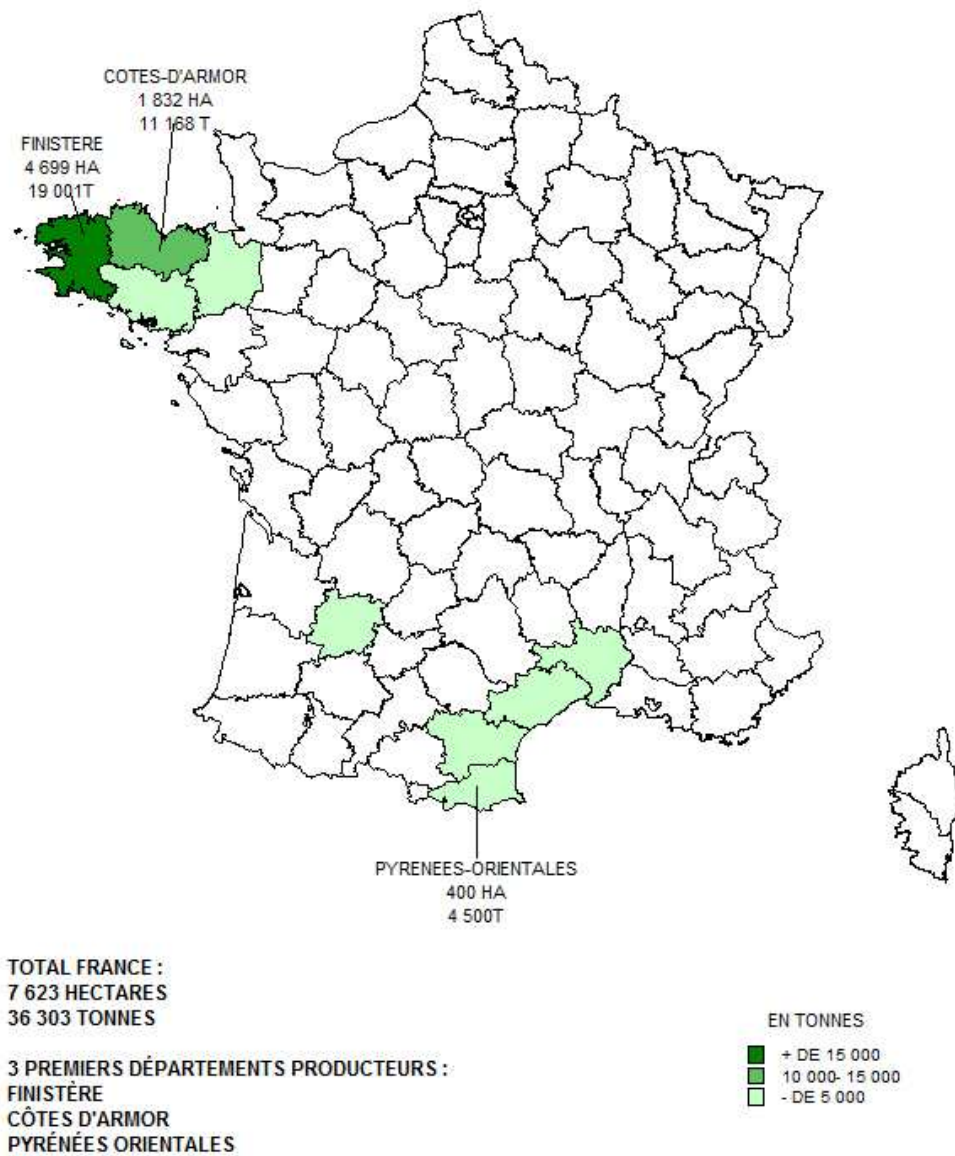 COTES-D'ARMOR
1 832 HA
11 168 T
FINISTERE
4 699 HA
19 001T
PYRENEES-ORIENTALES
400 HA
4 500T
TOTAL FRANCE :
7 623 HECTARES
36 303 TONNES
3 PREMIERS DÉPARTEMENTS PRODUCTEURS :
FINISTÈRE
CÔTES D'ARMOR
PYRÉNÉES ORIENTALES
EN TONNES
+ DE 15 000
10 000- 15 000
- DE 5 000